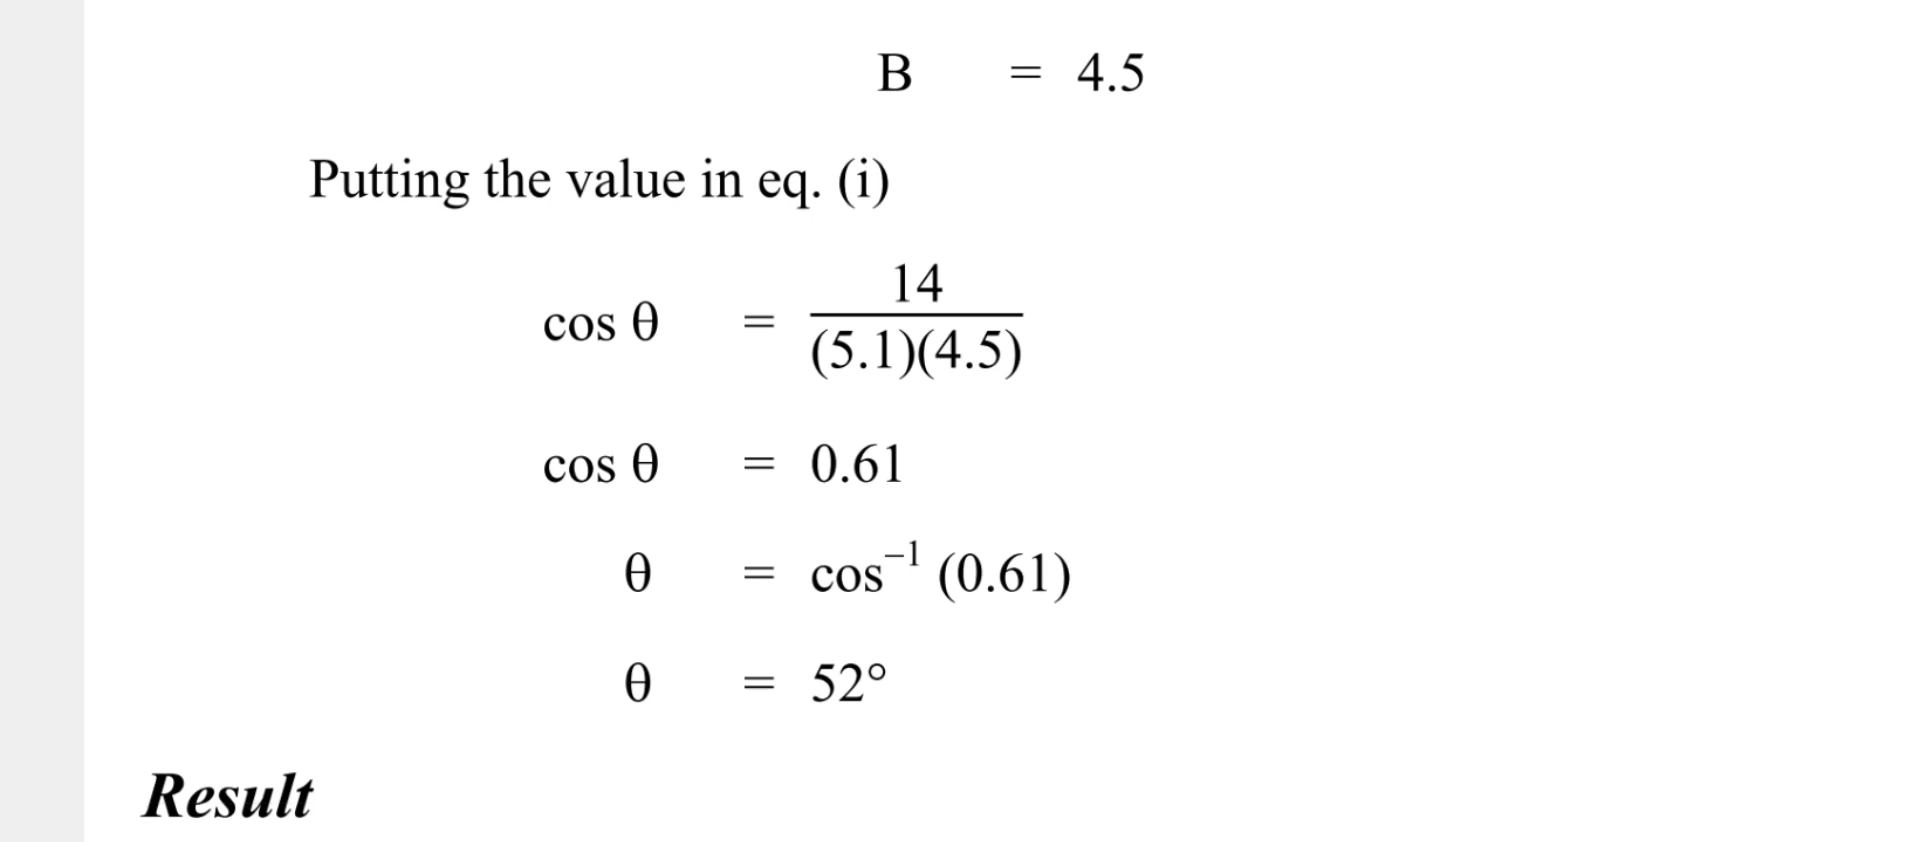 B = 4.5
Putting the value in eq. (i)
cos θ = 14 / (5.1)(4.5)
cos θ = 0.61
θ = cos⁻¹ (0.61)
θ = 52°
Result